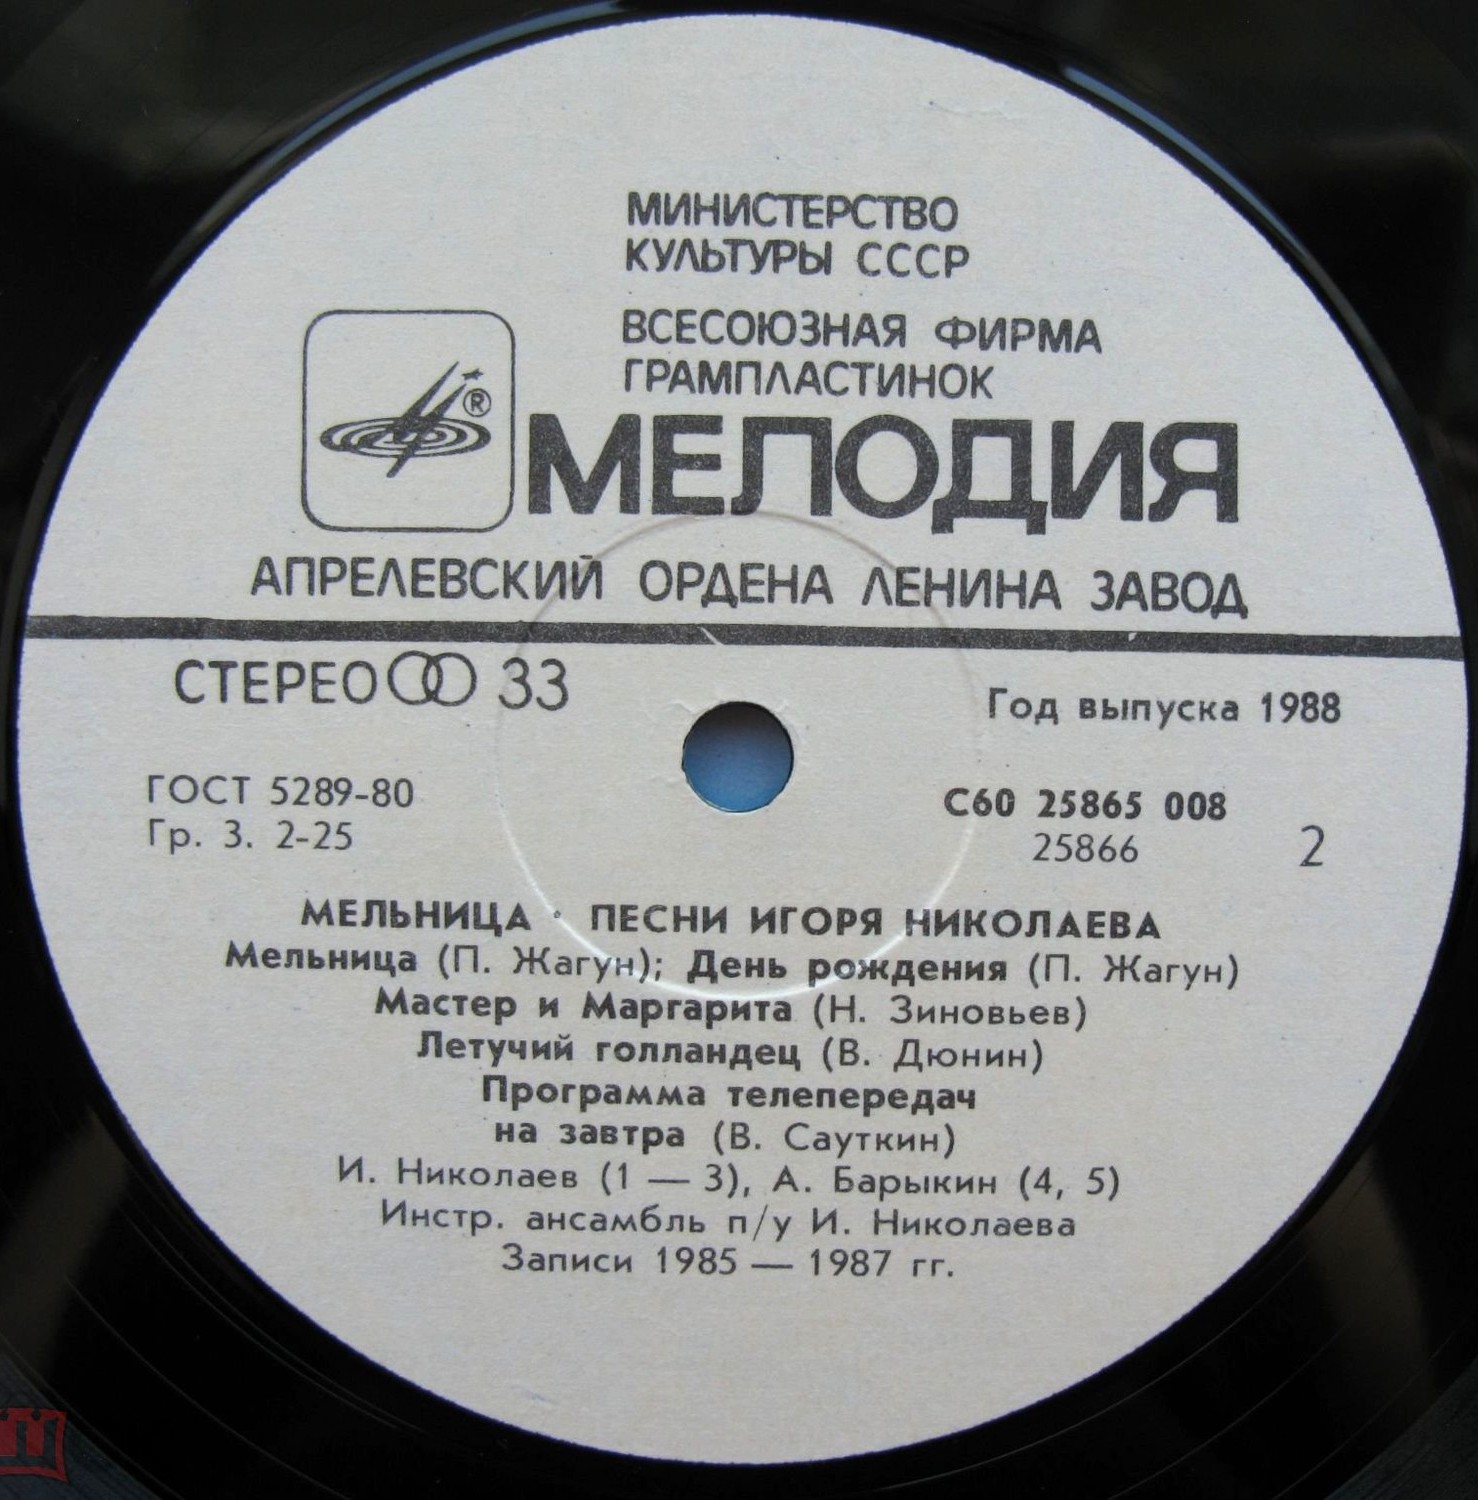 МИНИСТЕРСТВО
КУЛЬТУРЫ СССР
ВСЕСОЮЗНАЯ ФИРМА
ГРАМПЛАСТИНОК
®
МЕЛОДИЯ
АПРЕЛЕВСКИЙ ОРДЕНА ЛЕНИНА ЗАВОД
СТЕРЕО 33
Год выпуска 1988
ГОСТ 5289-80
Гр. 3. 2-25
С60 25865 008
25866
2
МЕЛЬНИЦА · ПЕСНИ ИГОРЯ НИКОЛАЕВА
Мельница (П. Жагун); День рождения (П. Жагун)
Мастер и Маргарита (Н. Зиновьев)
Летучий голландец (В. Дюнин)
Программа телепередач
на завтра (В. Сауткин)
И. Николаев (1 — 3), А. Барыкин (4, 5)
Инстр. ансамбль п/у И. Николаева
Записи 1985 — 1987 гг.